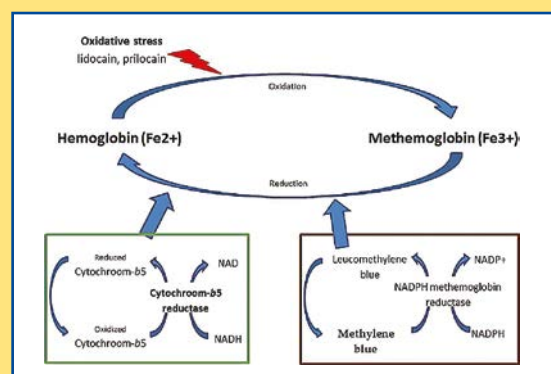 Oxidative stress
lidocain, prilocain
Oxidation
Hemoglobin (Fe2+)
Methemoglobin (Fe3+)
Reduction
Reduced
Cytochroom-b5
NAD
Cytochroom-b5
reductase
Oxidized
Cytochroom-b5
NADH
Leucomethylene
blue
NADP+
NADPH methemoglobin
reductase
Methylene
blue
NADPH